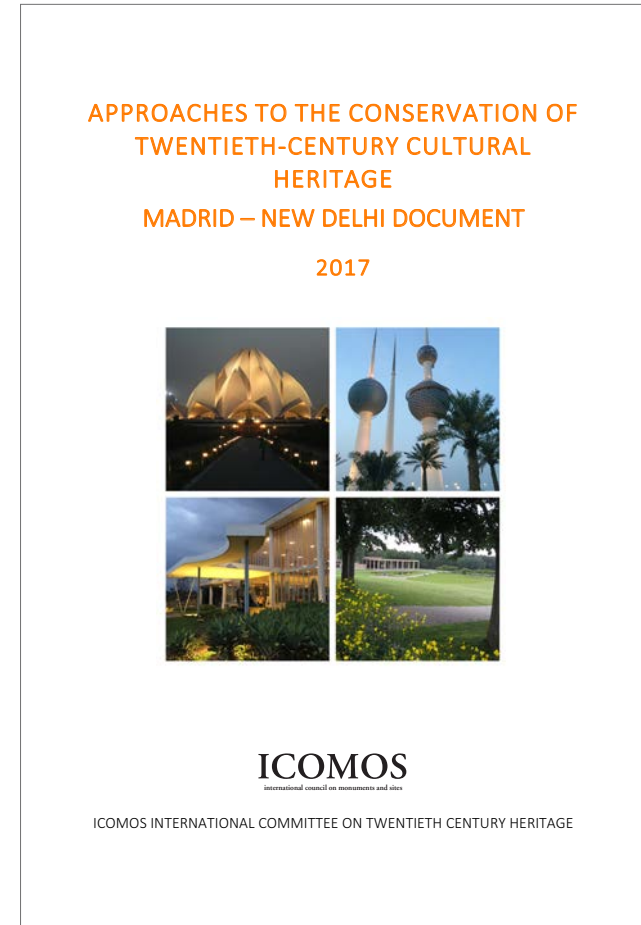 APPROACHES TO THE CONSERVATION OF
TWENTIETH-CENTURY CULTURAL
HERITAGE
MADRID – NEW DELHI DOCUMENT
2017
ICOMOS
international council on monuments and sites
ICOMOS INTERNATIONAL COMMITTEE ON TWENTIETH CENTURY HERITAGE